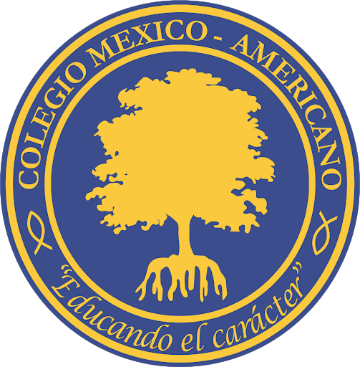 COLEGIO MEXICO - AMERICANO
"Educando el carácter"